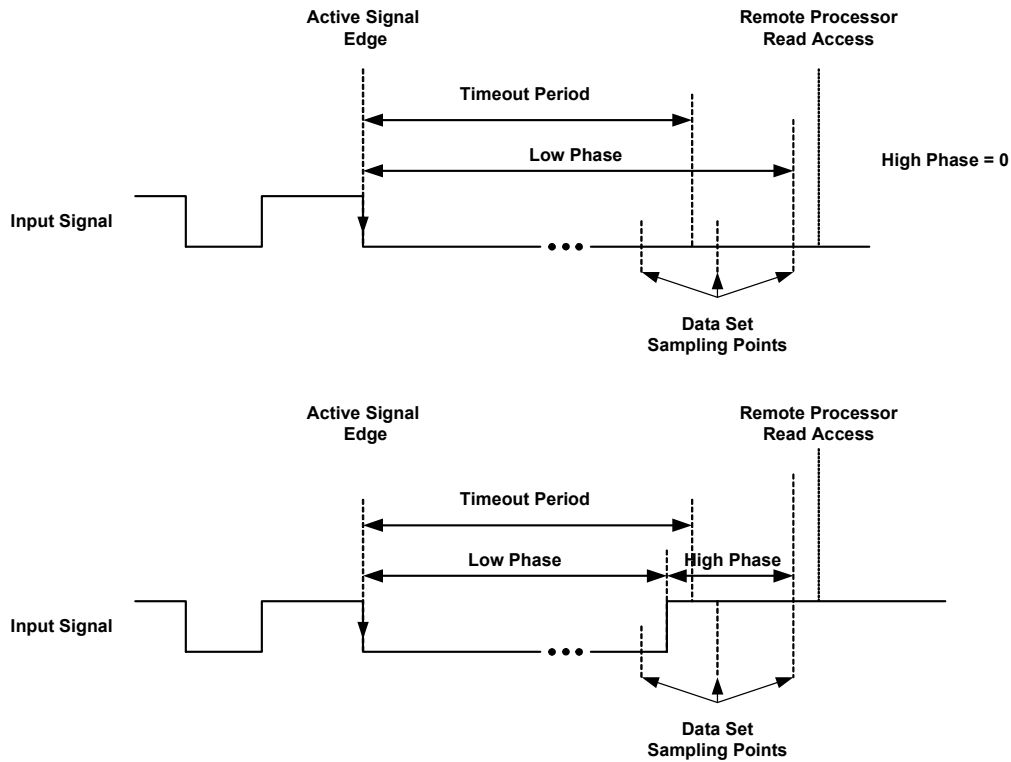 Active Signal
Edge
Remote Processor
Read Access
Timeout Period
Low Phase
High Phase = 0
Input Signal
Data Set
Sampling Points
Active Signal
Edge
Remote Processor
Read Access
Timeout Period
Low Phase
High Phase
Input Signal
Data Set
Sampling Points